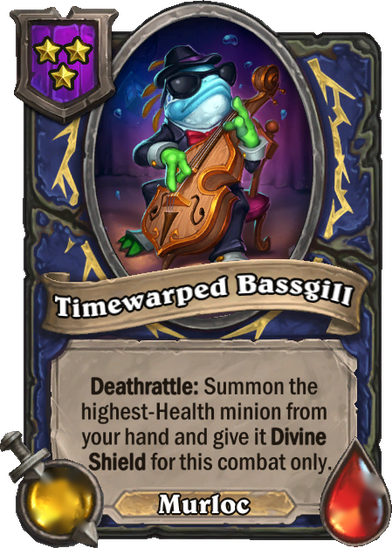 Timewarped Bassgill
Deathrattle: Summon the
highest-Health minion from
your hand and give it Divine
Shield for this combat only.
Murloc